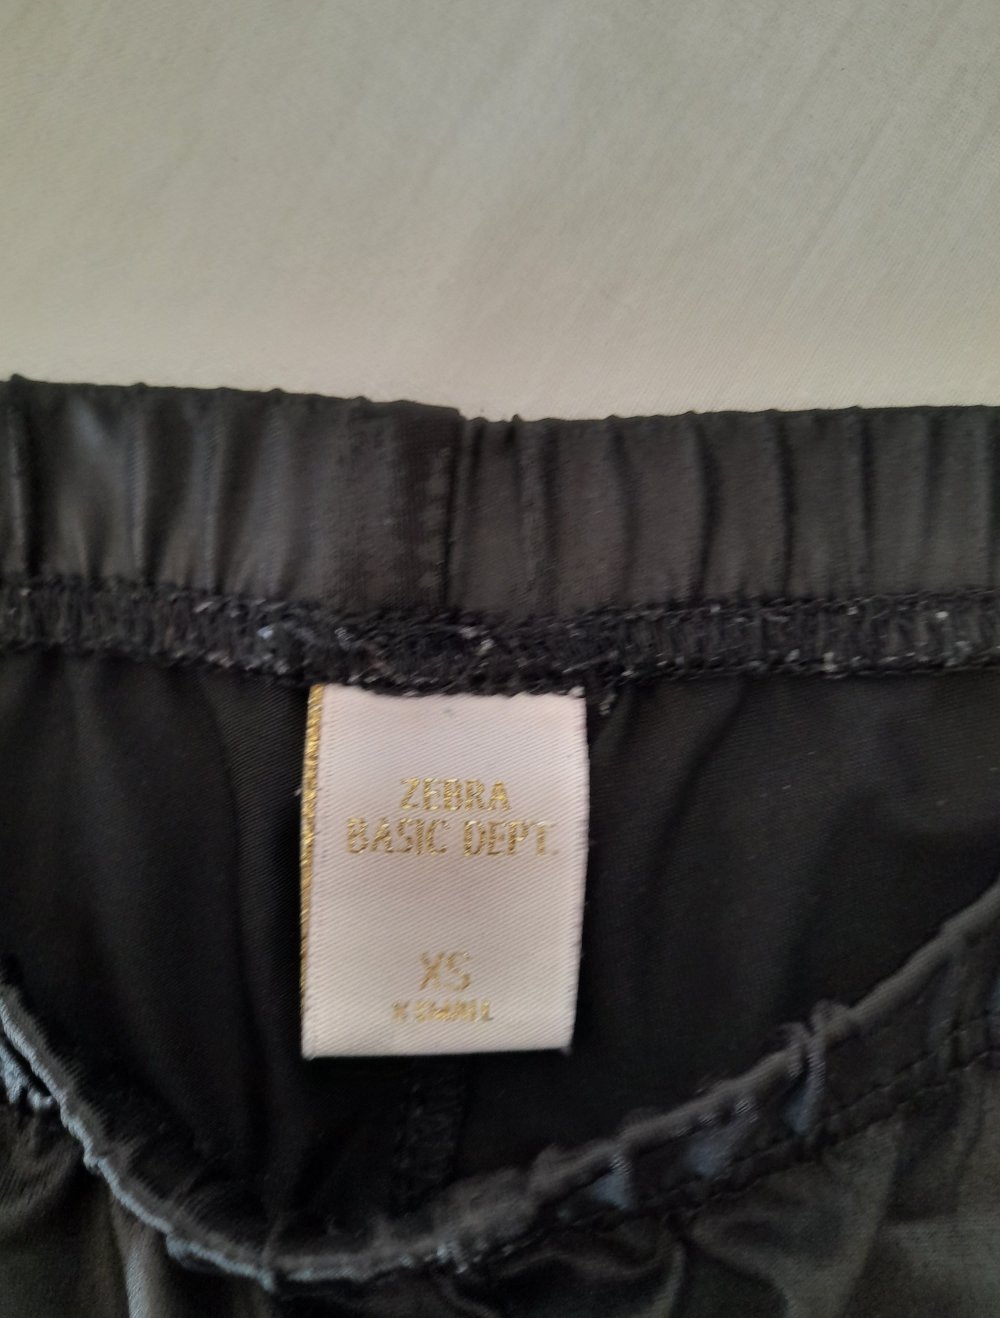 ZEBRA
BASIC DEPT.
XS
X SMALL